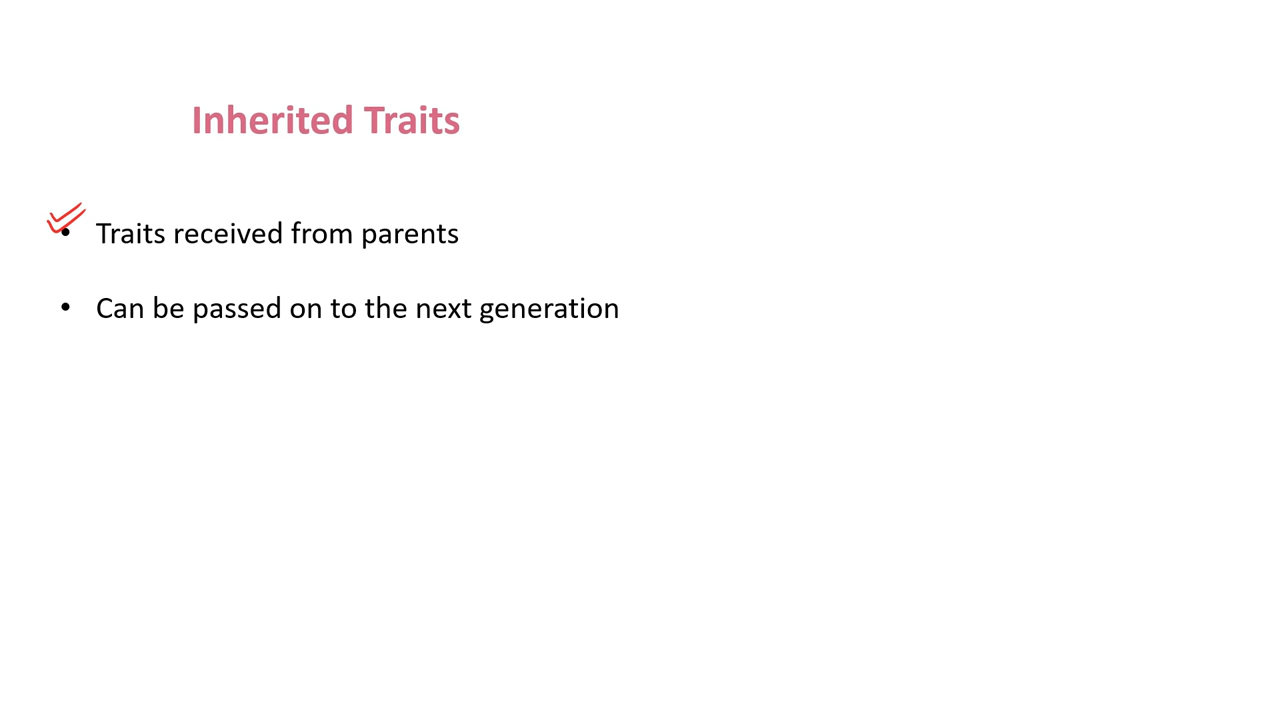 Inherited Traits
• Traits received from parents
• Can be passed on to the next generation